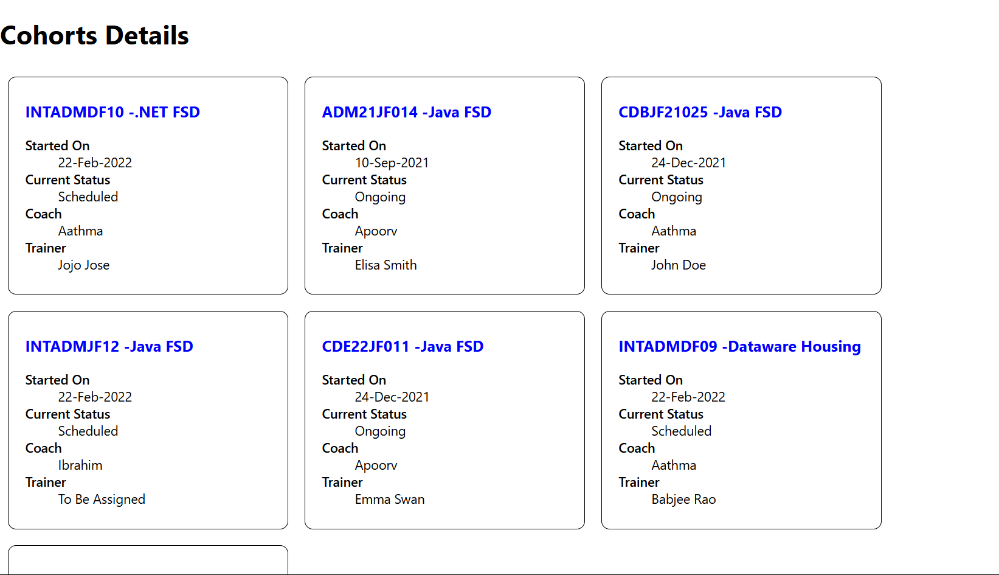 Cohorts Details
INTADMDF10 -.NET FSD
Started On
22-Feb-2022
Current Status
Scheduled
Coach
Aathma
Trainer
Jojo Jose
ADM21JF014 -Java FSD
Started On
10-Sep-2021
Current Status
Ongoing
Coach
Apoorv
Trainer
Elisa Smith
CDBJF21025 -Java FSD
Started On
24-Dec-2021
Current Status
Ongoing
Coach
Aathma
Trainer
John Doe
INTADMJF12 -Java FSD
Started On
22-Feb-2022
Current Status
Scheduled
Coach
Ibrahim
Trainer
To Be Assigned
CDE22JF011 -Java FSD
Started On
24-Dec-2021
Current Status
Ongoing
Coach
Apoorv
Trainer
Emma Swan
INTADMDF09 -Dataware Housing
Started On
22-Feb-2022
Current Status
Scheduled
Coach
Aathma
Trainer
Babjee Rao